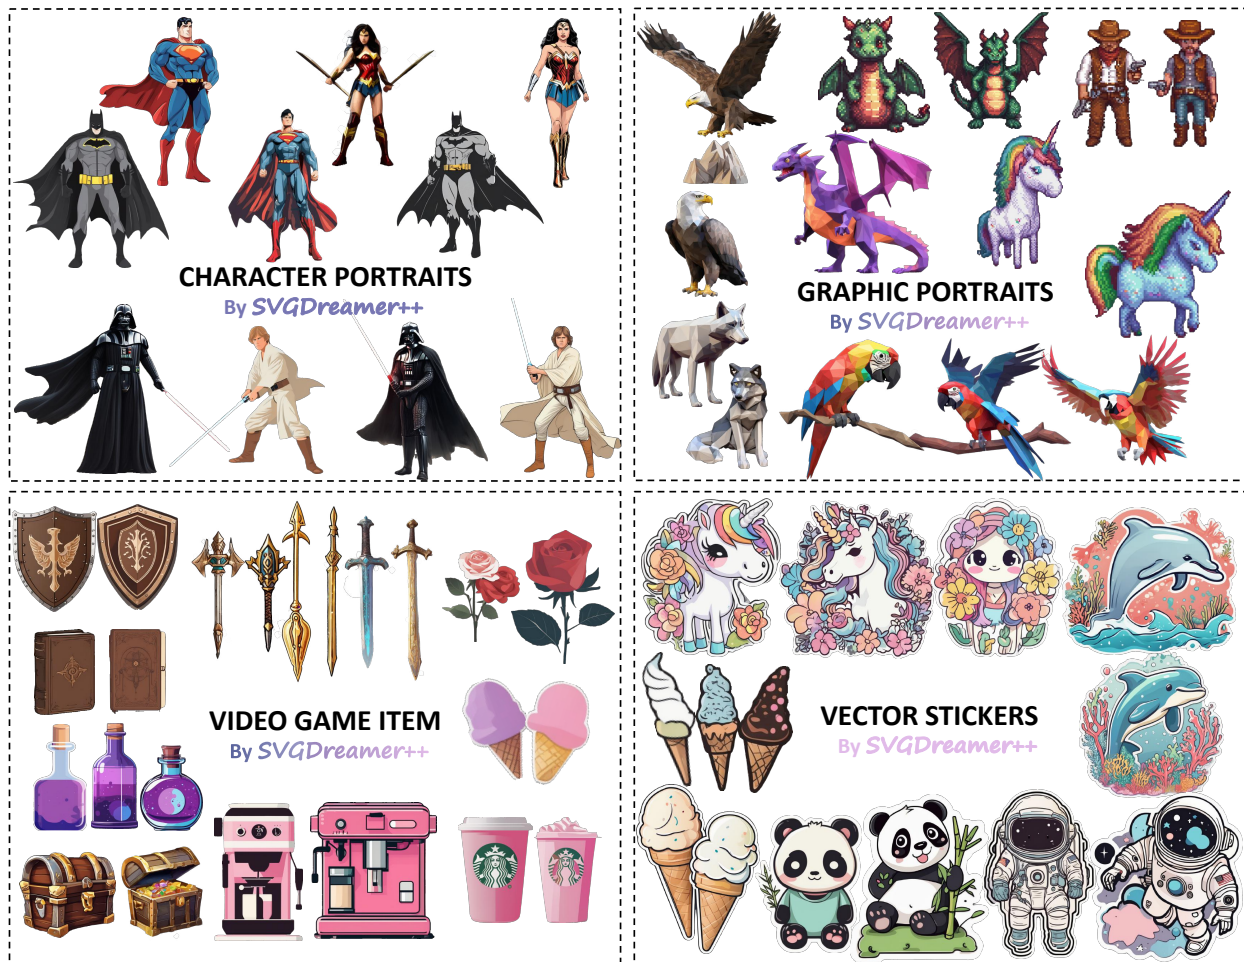 CHARACTER PORTRAITS
By SVGDreamer++
GRAPHIC PORTRAITS
By SVGDreamer++
VIDEO GAME ITEM
By SVGDreamer++
VECTOR STICKERS
By SVGDreamer++